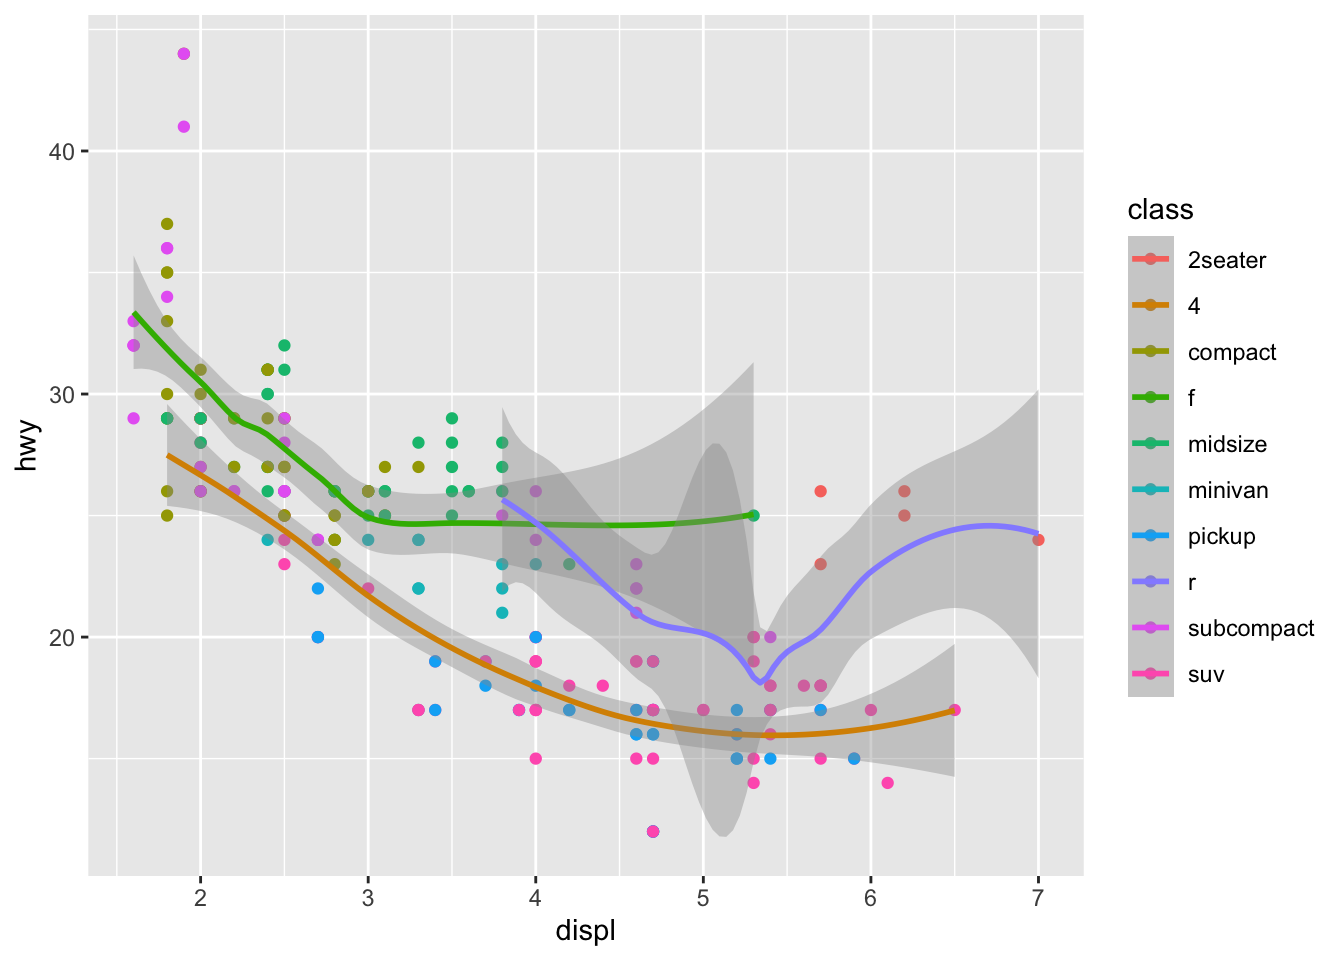 40
30
20
hwy
2 3 4 5 6 7
displ
class
2seater
4
compact
f
midsize
minivan
pickup
r
subcompact
suv